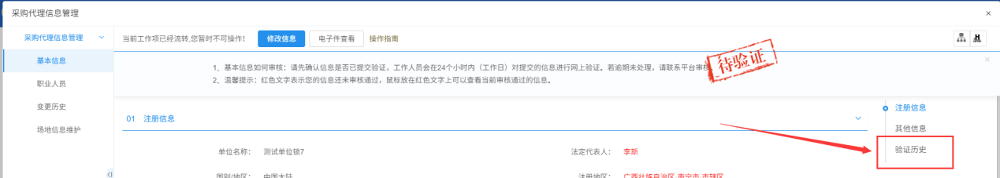 采购代理信息管理
×
采购代理信息管理
当前工作项已经流转,您暂时不可操作!
修改信息
电子件查看
操作指南
基本信息
职业人员
变更历史
场地信息维护
1、基本信息如何审核：请先确认信息是否已提交验证，工作人员会在24个小时内（工作日）对提交的信息进行网上验证。若逾期未处理，请联系平台审核
2、温馨提示：红色文字表示您的信息还未审核通过，鼠标放在红色文字上可以查看当前审核通过的信息。
待验证
01 注册信息
单位名称： 测试单位锁7
法定代表人： 李斯
国别/地区： 中国大陆
注册地区： 广西壮族自治区·南宁市·市辖区
注册信息
其他信息
验证历史